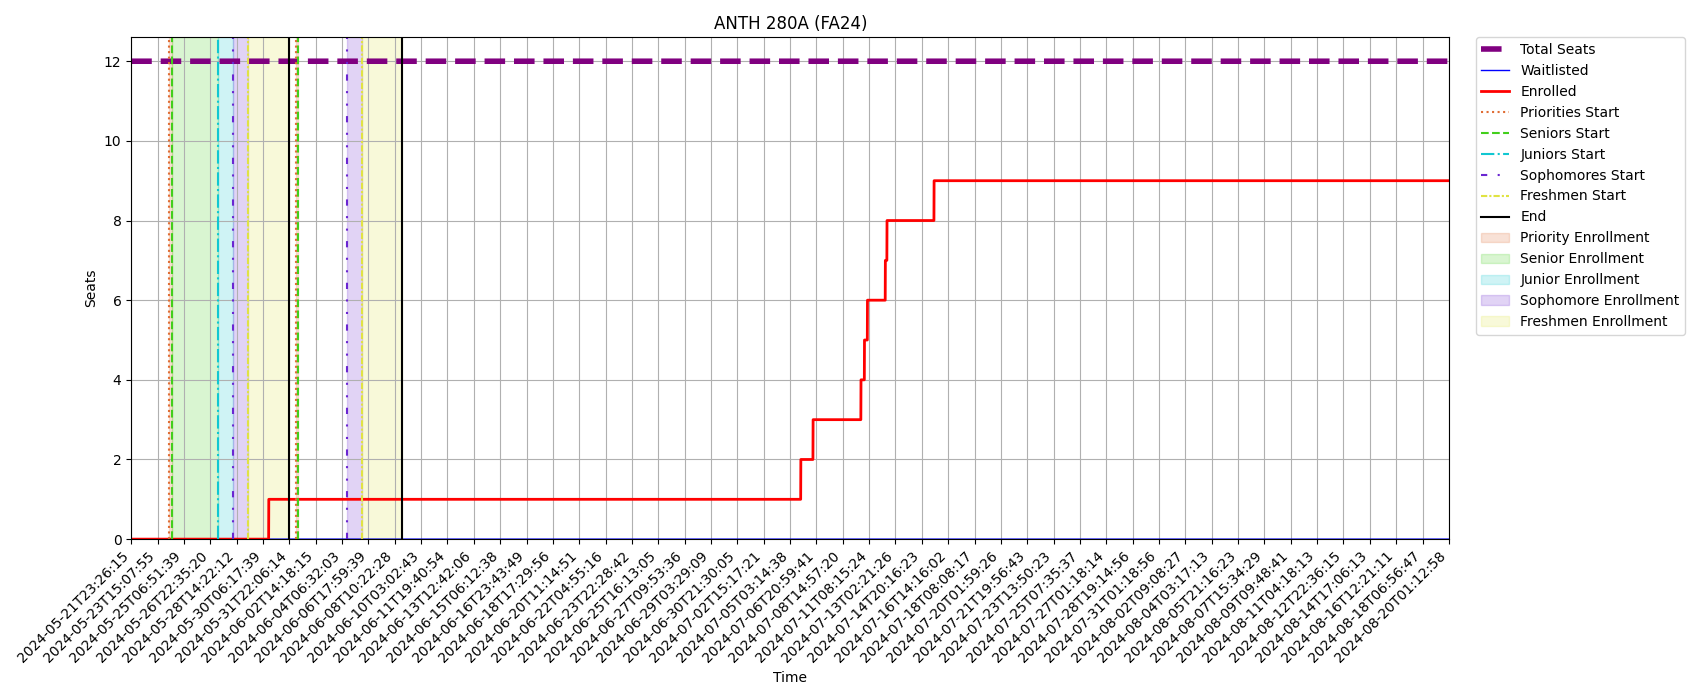 ANTH 280A (FA24)
Seats
12
10
8
6
4
2
0
2024-05-21T23:26:15
2024-05-23T15:07:55
2024-05-25T06:51:39
2024-05-26T22:35:20
2024-05-28T14:22:12
2024-05-30T06:17:39
2024-05-31T22:06:14
2024-06-02T14:18:15
2024-06-04T06:32:03
2024-06-06T17:59:39
2024-06-08T10:22:28
2024-06-10T03:02:43
2024-06-11T19:40:54
2024-06-13T12:42:06
2024-06-15T06:12:38
2024-06-16T23:43:49
2024-06-18T17:29:56
2024-06-20T11:14:51
2024-06-22T04:55:16
2024-06-23T22:28:42
2024-06-25T16:13:05
2024-06-27T09:53:36
2024-06-29T03:29:09
2024-06-30T21:30:05
2024-07-02T15:17:21
2024-07-05T03:14:38
2024-07-06T20:59:41
2024-07-08T14:57:20
2024-07-11T08:15:24
2024-07-13T02:21:26
2024-07-14T20:16:23
2024-07-16T14:16:02
2024-07-18T08:08:17
2024-07-20T01:59:26
2024-07-21T19:56:43
2024-07-23T13:50:23
2024-07-25T07:35:37
2024-07-27T01:18:14
2024-07-28T19:14:56
2024-07-31T01:18:56
2024-08-02T09:08:27
2024-08-04T03:17:13
2024-08-05T21:16:23
2024-08-07T15:34:29
2024-08-09T09:48:41
2024-08-11T04:18:13
2024-08-12T22:36:15
2024-08-14T17:06:13
2024-08-16T12:21:11
2024-08-18T06:56:47
2024-08-20T01:12:58
Time
Total Seats
Waitlisted
Enrolled
Priorities Start
Seniors Start
Juniors Start
Sophomores Start
Freshmen Start
End
Priority Enrollment
Senior Enrollment
Junior Enrollment
Sophomore Enrollment
Freshmen Enrollment